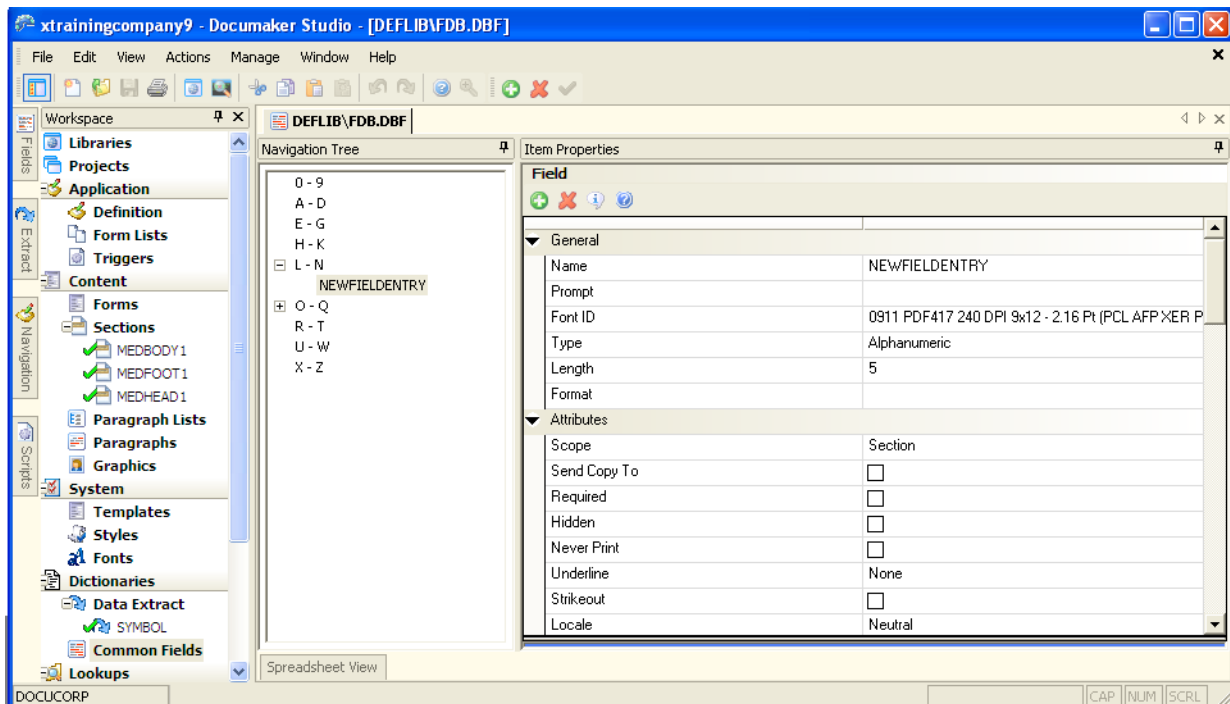 xtrainingcompany9 - Documaker Studio - [DEFLIB\FDB.DBF]
File Edit View Actions Manage Window Help
Fields
Extract
Navigation
Scripts
Workspace
Libraries
Projects
Application
Definition
Form Lists
Triggers
Content
Forms
Sections
MEDBODY1
MEDFOOT1
MEDHEAD1
Paragraph Lists
Paragraphs
Graphics
System
Templates
Styles
Fonts
Dictionaries
Data Extract
SYMBOL
Common Fields
Lookups
DEFLIB\FDB.DBF
Navigation Tree
0 - 9
A - D
E - G
H - K
L - N
NEWFIELDENTRY
O - Q
R - T
U - W
X - Z
Spreadsheet View
Item Properties
Field
General
Name NEWFIELDENTRY
Prompt
Font ID 0911 PDF417 240 DPI 9x12 - 2.16 Pt (PCL AFP XER P
Type Alphanumeric
Length 5
Format
Attributes
Scope Section
Send Copy To
Required
Hidden
Never Print
Underline None
Strikeout
Locale Neutral
DOCUCORP CAP NUM SCRL